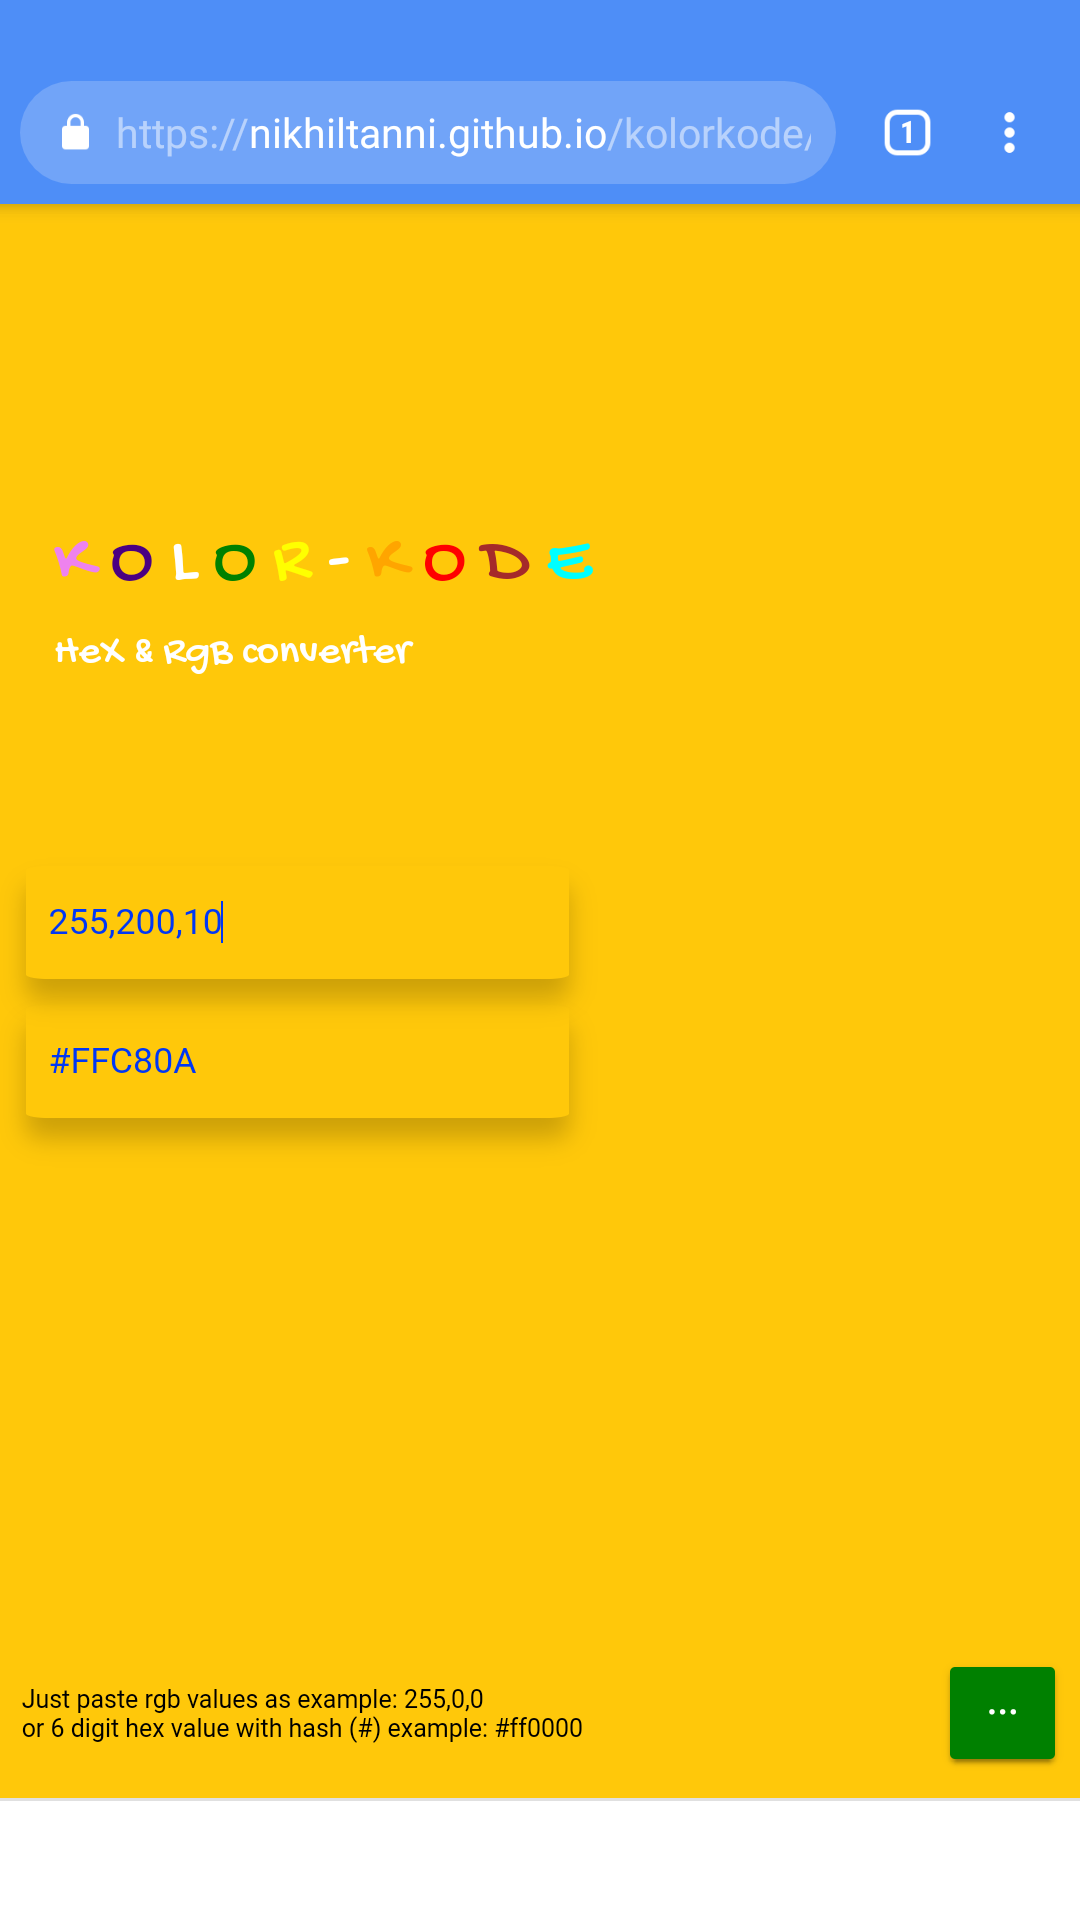 https://nikhiltanni.github.io/kolorkode/
1
KOLOR-KODE
HeX & RgB converter
255,200,10
#FFC80A
Just paste rgb values as example: 255,0,0
or 6 digit hex value with hash (#) example: #ff0000
...